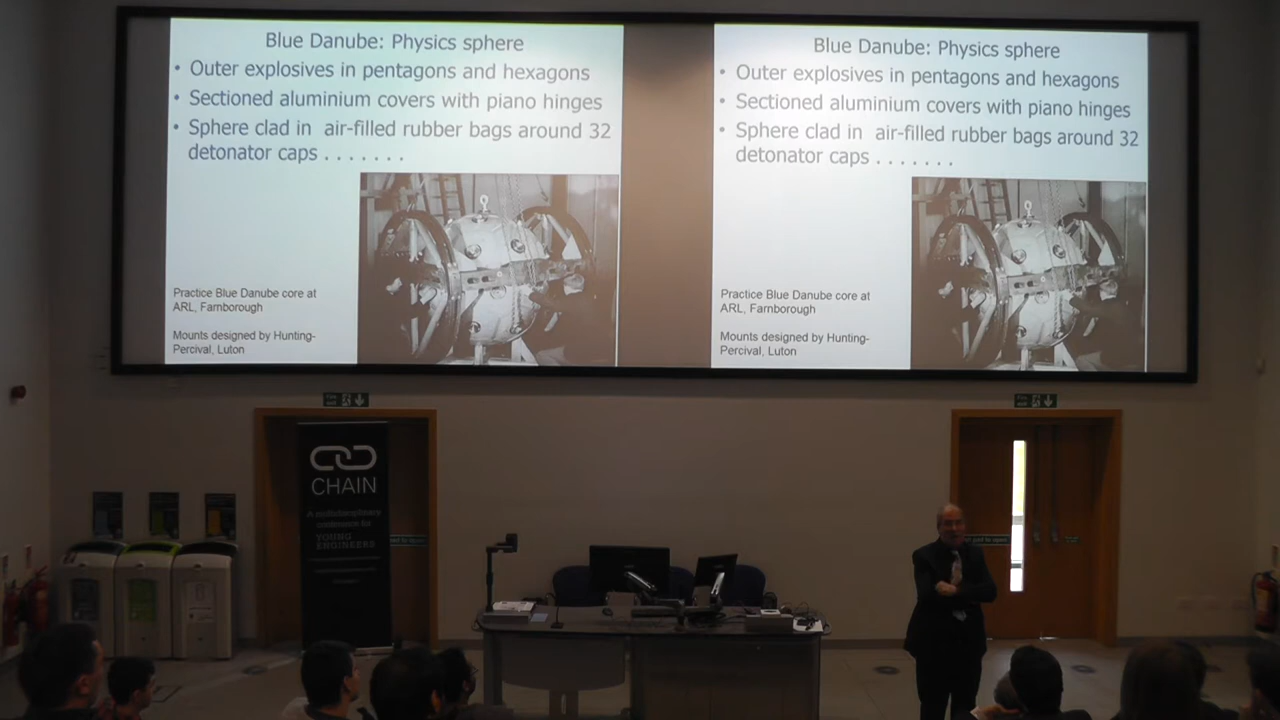 Blue Danube: Physics sphere
• Outer explosives in pentagons and hexagons
• Sectioned aluminium covers with piano hinges
• Sphere clad in air-filled rubber bags around 32
detonator caps . . . . . . .
Practice Blue Danube core at
ARL, Farnborough
Mounts designed by Hunting-
Percival, Luton
Blue Danube: Physics sphere
• Outer explosives in pentagons and hexagons
• Sectioned aluminium covers with piano hinges
• Sphere clad in air-filled rubber bags around 32
detonator caps . . . . . . .
Practice Blue Danube core at
ARL, Farnborough
Mounts designed by Hunting-
Percival, Luton
CHAIN
A multidisciplinary
conference for
YOUNG
ENGINEERS